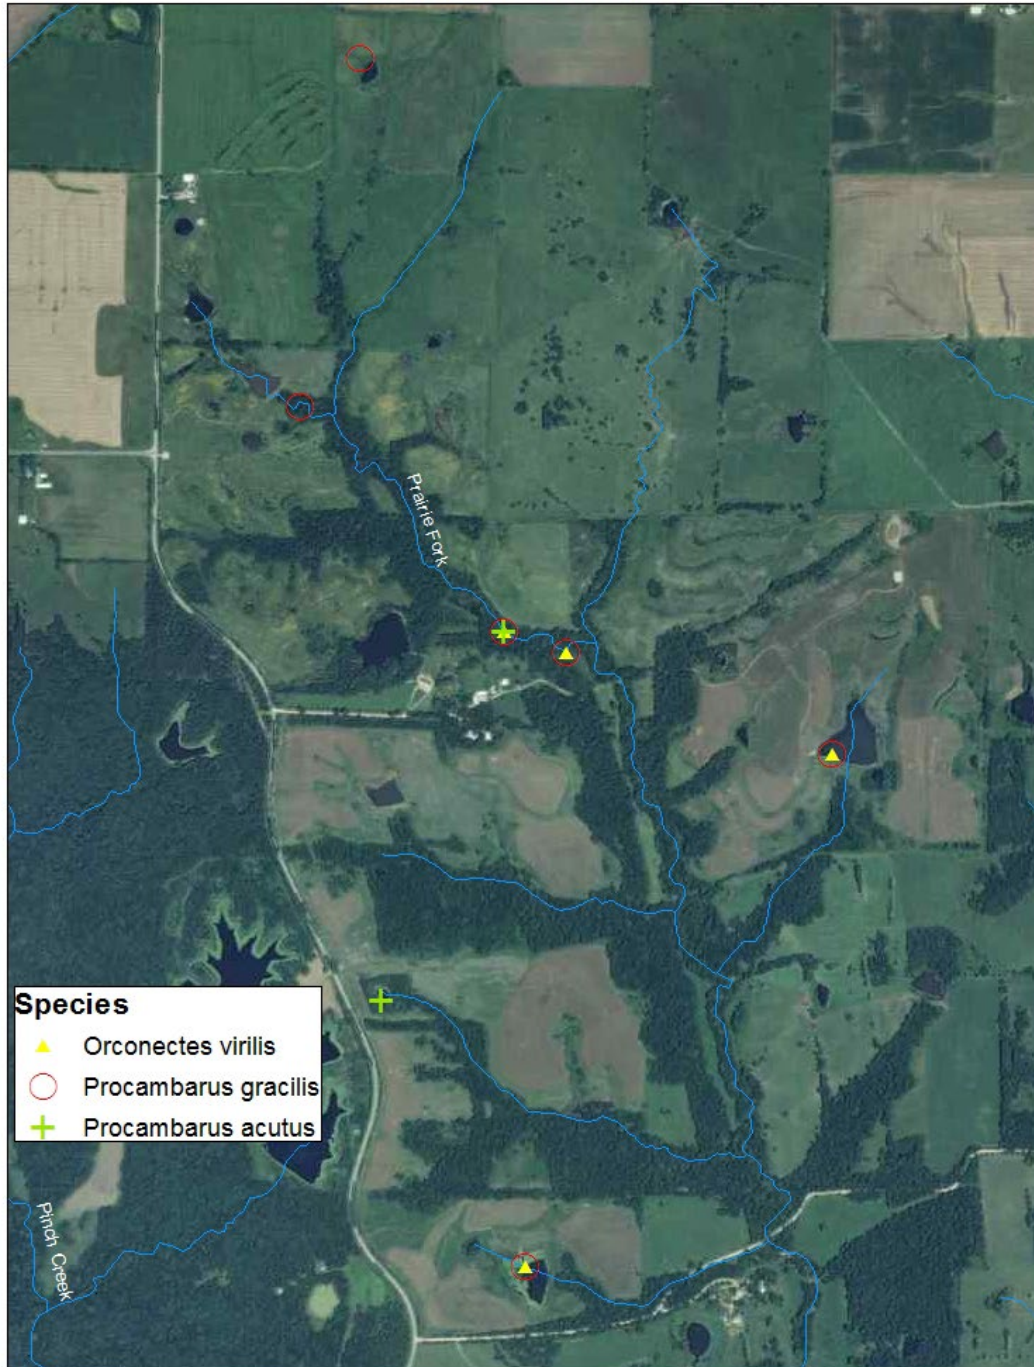 Prairie Fork
Species
Orconectes virilis
Procambarus gracilis
Procambarus acutus
Pinch Creek